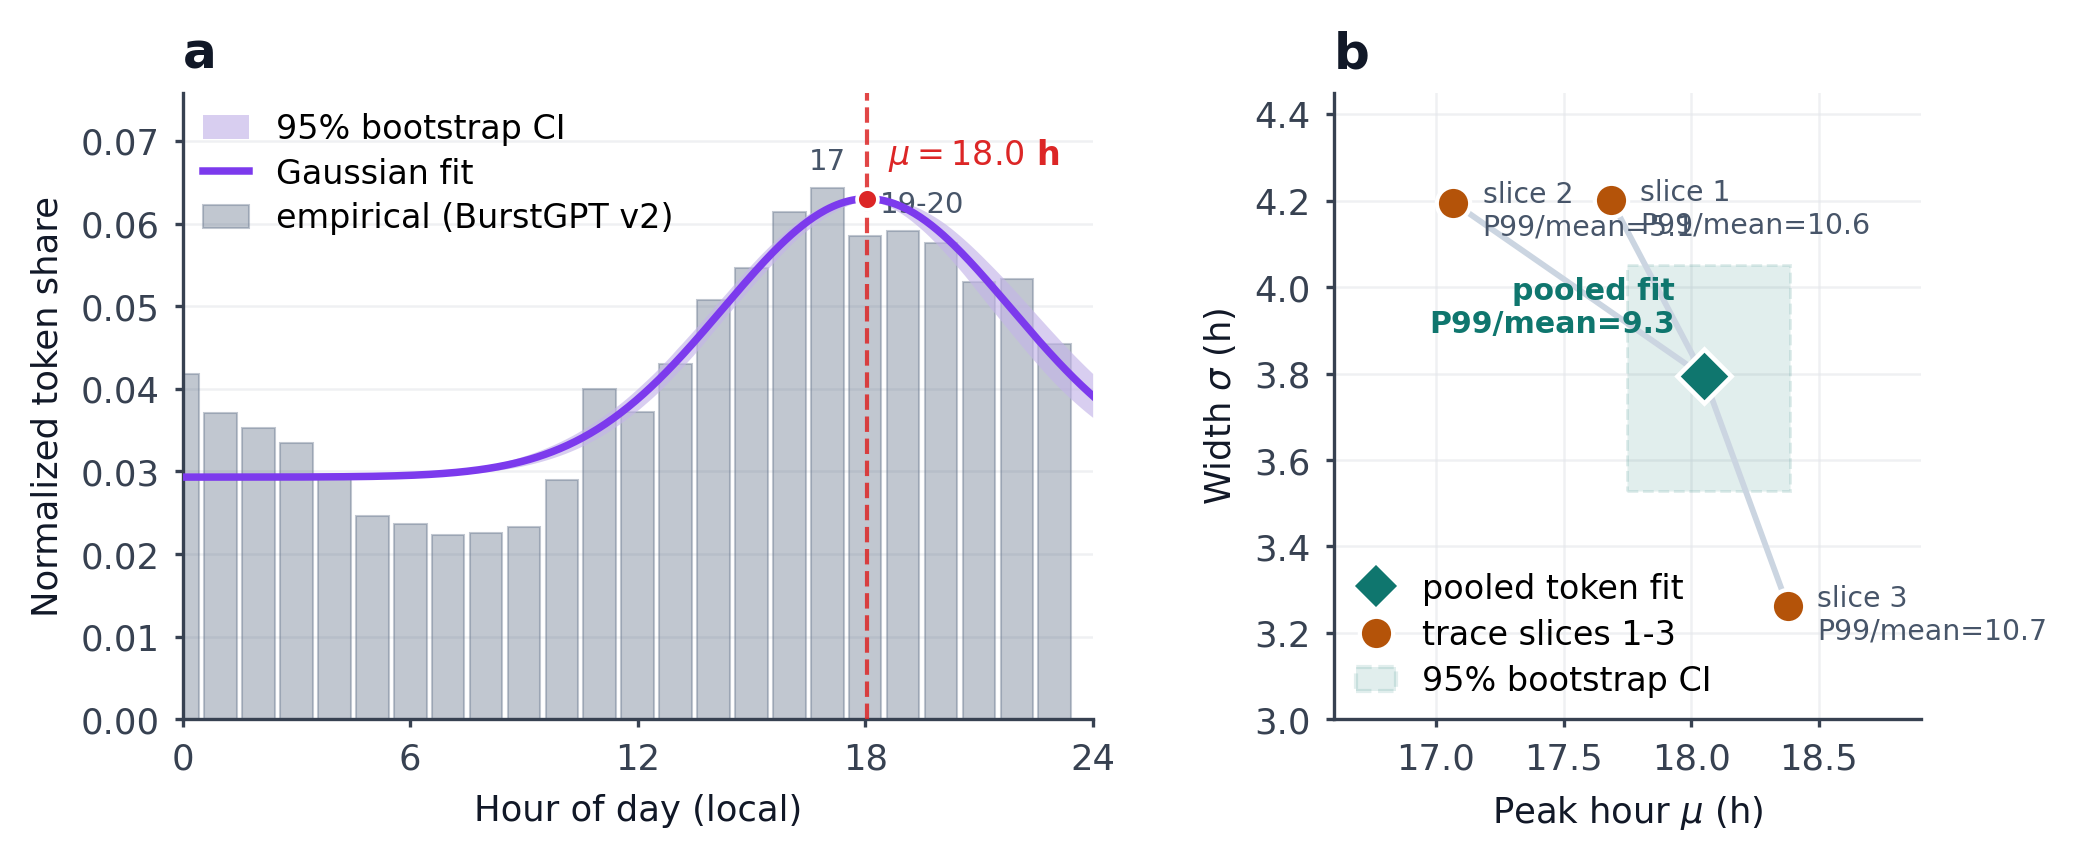 a
95% bootstrap CI
Gaussian fit
empirical (BurstGPT v2)
17
μ = 18.0 h
19-20
0.07
0.06
0.05
0.04
0.03
0.02
0.01
0.00
Normalized token share
0
6
12
18
24
Hour of day (local)
b
4.4
4.2
4.0
3.8
3.6
3.4
3.2
3.0
Width σ (h)
slice 2
P99/mean=5.1
slice 1
P99/mean=10.6
pooled fit
P99/mean=9.3
slice 3
P99/mean=10.7
pooled token fit
trace slices 1-3
95% bootstrap CI
17.0
17.5
18.0
18.5
Peak hour μ (h)